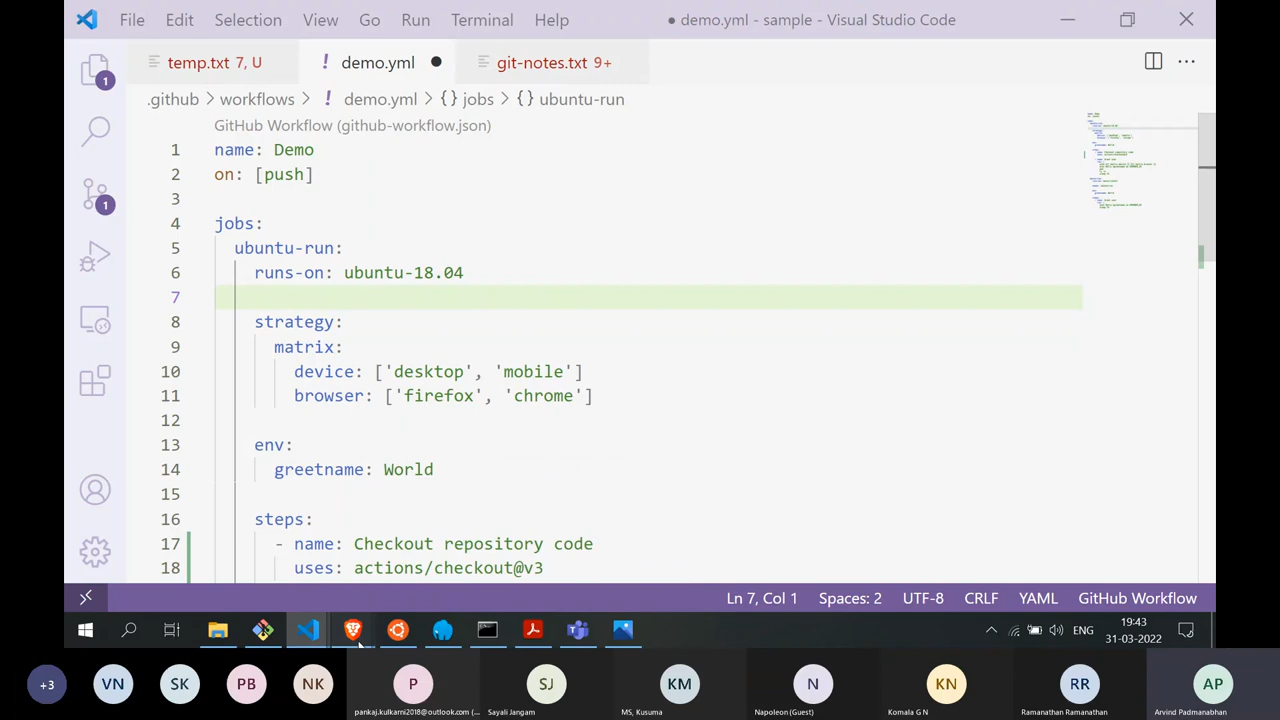 File Edit Selection View Go Run Terminal Help ● demo.yml - sample - Visual Studio Code
temp.txt 7, U ! demo.yml ● git-notes.txt 9+
.github > workflows > ! demo.yml > {} jobs > {} ubuntu-run
GitHub Workflow (github-workflow.json)
1 name: Demo
2 on: [push]
3
4 jobs:
5 ubuntu-run:
6 runs-on: ubuntu-18.04
7
8 strategy:
9 matrix:
10 device: ['desktop', 'mobile']
11 browser: ['firefox', 'chrome']
12
13 env:
14 greetname: World
15
16 steps:
17 - name: Checkout repository code
18 uses: actions/checkout@v3
1
1
Ln 7, Col 1 Spaces: 2 UTF-8 CRLF YAML GitHub Workflow
ENG 19:43
31-03-2022
+3 VN SK PB NK P SJ KM N KN RR AP
pankaj.kulkarni2018@outlook.com (... Sayali Jangam MS, Kusuma Napoleon (Guest) Komala G N Ramanathan Ramanathan Arvind Padmanabhan